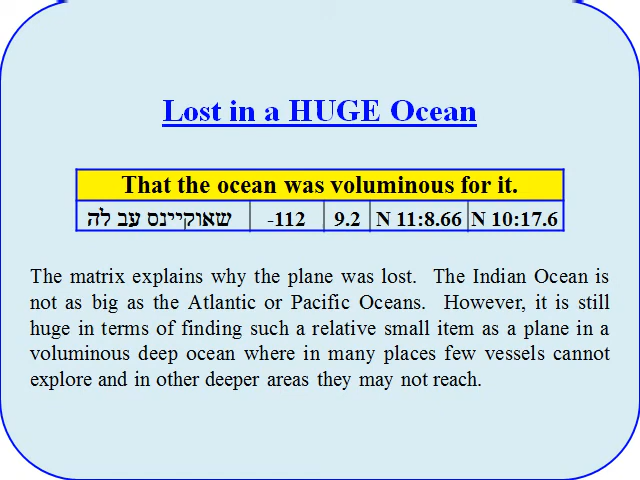 Lost in a HUGE Ocean
That the ocean was voluminous for it.
שאוקיינס עב לה -112 9.2 N 11:8.66 N 10:17.6
The matrix explains why the plane was lost. The Indian Ocean is
not as big as the Atlantic or Pacific Oceans. However, it is still
huge in terms of finding such a relative small item as a plane in a
voluminous deep ocean where in many places few vessels cannot
explore and in other deeper areas they may not reach.